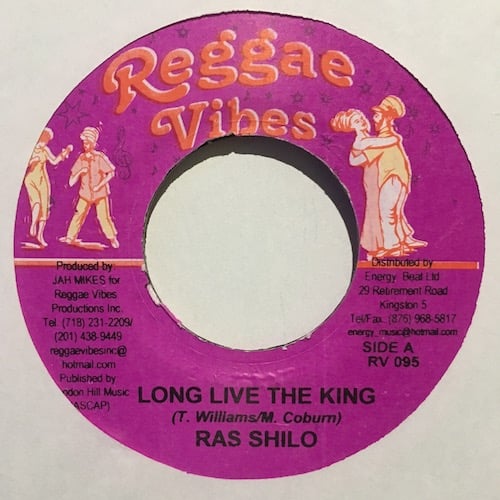 Reggae
Vibes
Produced by:
JAH MIKES for
Reggae Vibes
Productions Inc.
Tel. (718) 231-2209/
(201) 438-9449
reggaevibesinc@
hotmail.com
Published by
Hill Music
ASCAP)
Distributed by
Energy Beat Ltd
29 Retirement Road
Kingston 5
Tel/Fax. (876) 968-5817
energy_music@hotmail.com
SIDE A
RV 095
LONG LIVE THE KING
(T. Williams/M. Coburn)
RAS SHILO